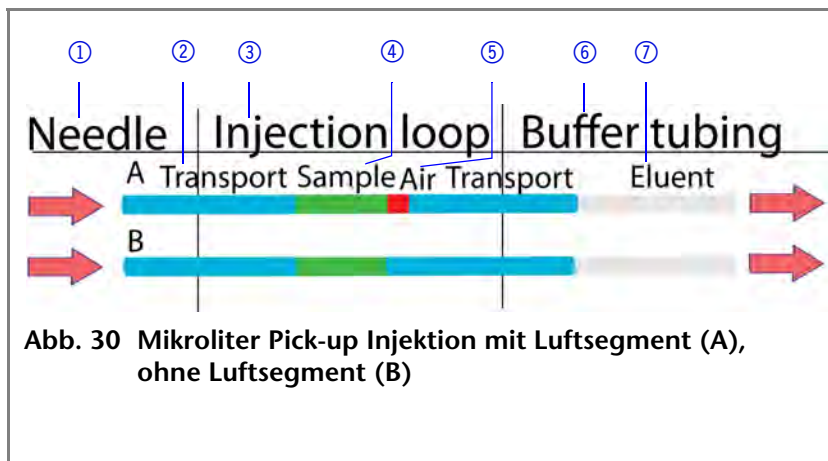 ① ② ③ ④ ⑤ ⑥ ⑦
Needle Injection loop Buffer tubing
A Transport Sample Air Transport Eluent
B
Abb. 30 Mikroliter Pick-up Injektion mit Luftsegment (A),
ohne Luftsegment (B)